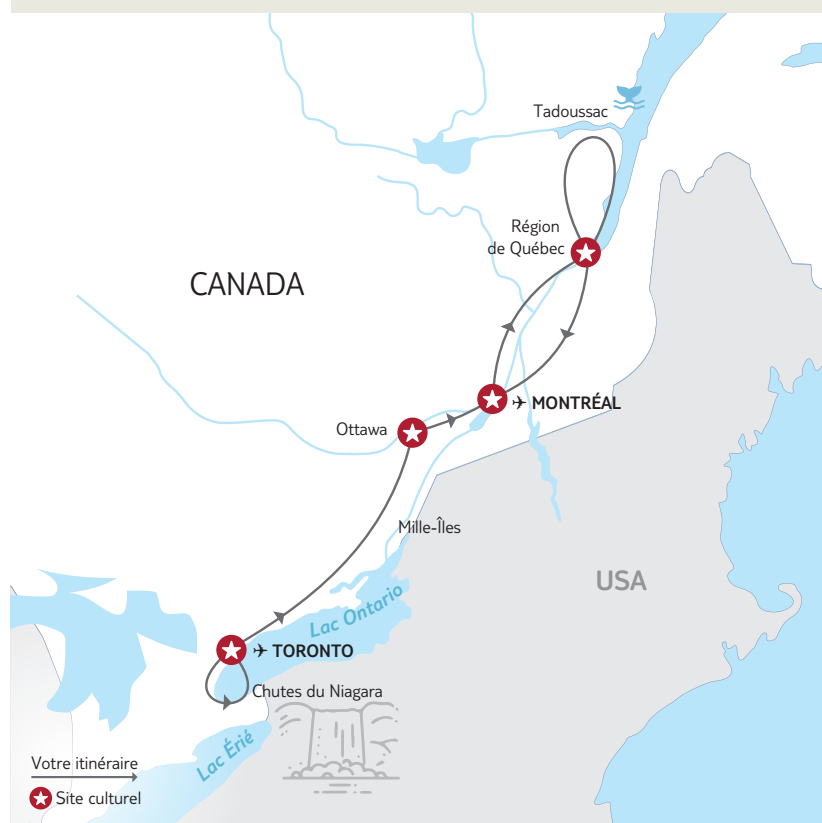 Tadoussac
Région
de Québec
CANADA
MONTRÉAL
Ottawa
Mille-Îles
USA
Lac Ontario
TORONTO
Chutes du Niagara
Lac Érié
Votre itinéraire
Site culturel